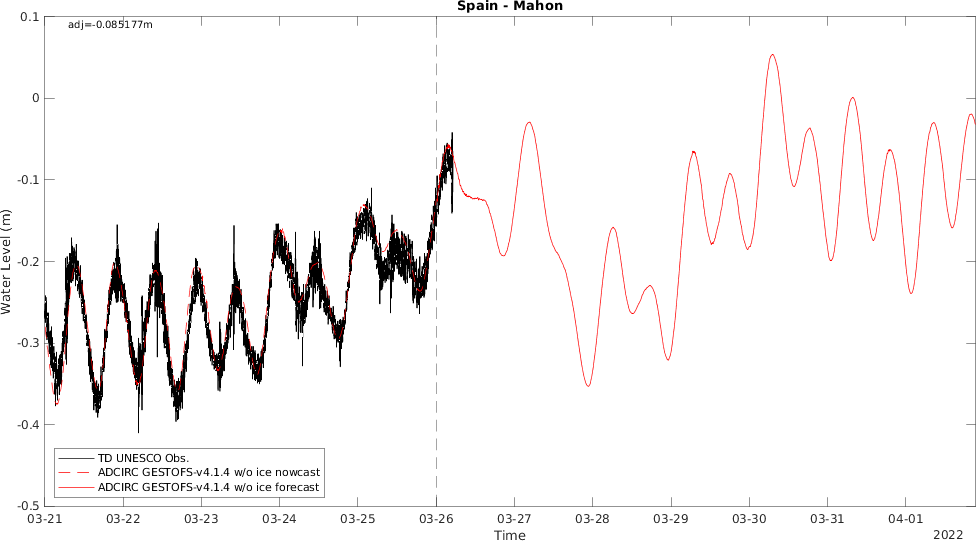 Spain - Mahon
adj=-0.085177m
0.1
0
-0.1
-0.2
-0.3
-0.4
-0.5
Water Level (m)
TD UNESCO Obs.
ADCIRC GESTOFS-v4.1.4 w/o ice nowcast
ADCIRC GESTOFS-v4.1.4 w/o ice forecast
03-21 03-22 03-23 03-24 03-25 03-26 03-27 03-28 03-29 03-30 03-31 04-01
Time
2022